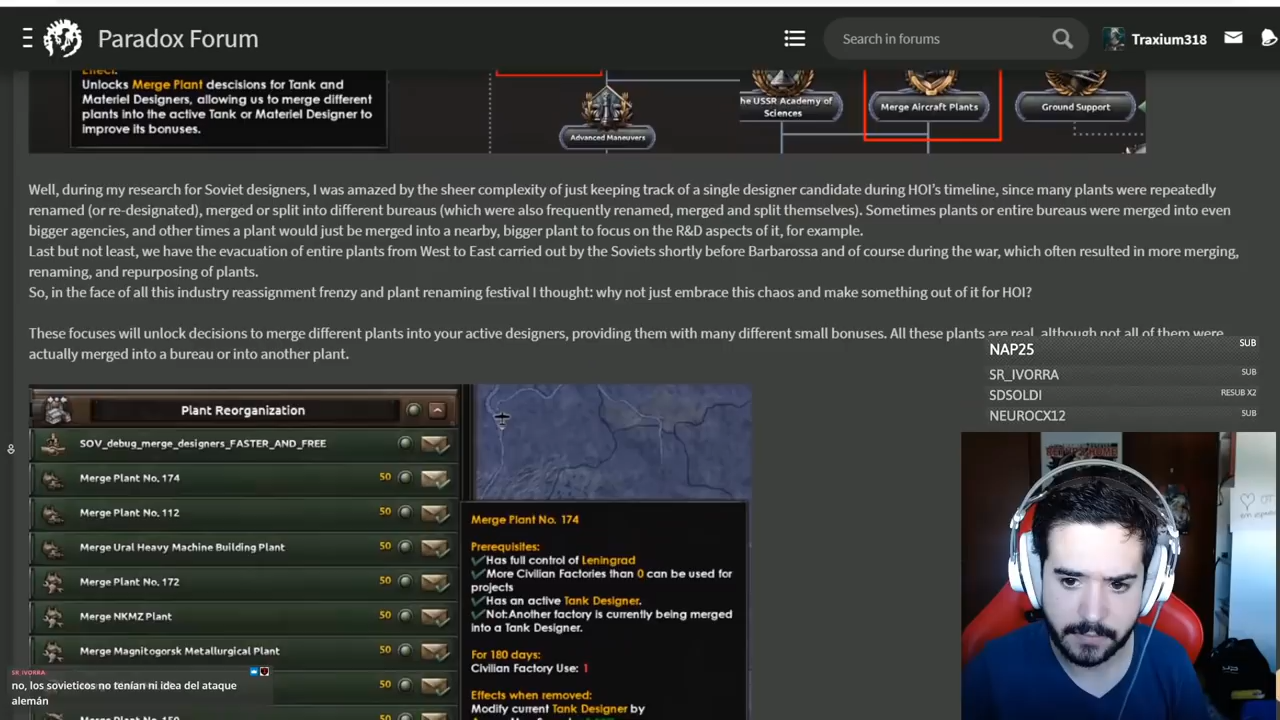 Paradox Forum
Search in forums
Traxium318
Effect:
Unlocks Merge Plant descisions for Tank and
Materiel Designers, allowing us to merge different
plants into the active Tank or Materiel Designer to
improve its bonuses.
Advanced Maneuvers
he USSR Academy of
Sciences
Merge Aircraft Plants
Ground Support
Well, during my research for Soviet designers, I was amazed by the sheer complexity of just keeping track of a single designer candidate during HOI's timeline, since many plants were repeatedly
renamed (or re-designated), merged or split into different bureaus (which were also frequently renamed, merged and split themselves). Sometimes plants or entire bureaus were merged into even
bigger agencies, and other times a plant would just be merged into a nearby, bigger plant to focus on the R&D aspects of it, for example.
Last but not least, we have the evacuation of entire plants from West to East carried out by the Soviets shortly before Barbarossa and of course during the war, which often resulted in more merging,
renaming, and repurposing of plants.
So, in the face of all this industry reassignment frenzy and plant renaming festival I thought: why not just embrace this chaos and make something out of it for HOI?
These focuses will unlock decisions to merge different plants into your active designers, providing them with many different small bonuses. All these plants are real, although not all of them were
actually merged into a bureau or into another plant.
NAP25 SUB
SR_IVORRA SUB
SDSOLDI RESUB X2
NEUROCX12 SUB
Plant Reorganization
SOV_debug_merge_designers_FASTER_AND_FREE
Merge Plant No. 174 50
Merge Plant No. 112 50
Merge Ural Heavy Machine Building Plant 50
Merge Plant No. 172 50
Merge NKMZ Plant 50
Merge Magnitogorsk Metallurgical Plant 50
50
Merge Plant No. 174
Prerequisites:
Has full control of Leningrad
More Civilian Factories than 0 can be used for
projects
Has an active Tank Designer.
Not: Another factory is currently being merged
into a Tank Designer.
For 180 days:
Civilian Factory Use: 1
Effects when removed:
Modify current Tank Designer by
SR_IVORRA
no, los sovieticos no tenían ni idea del ataque
alemán